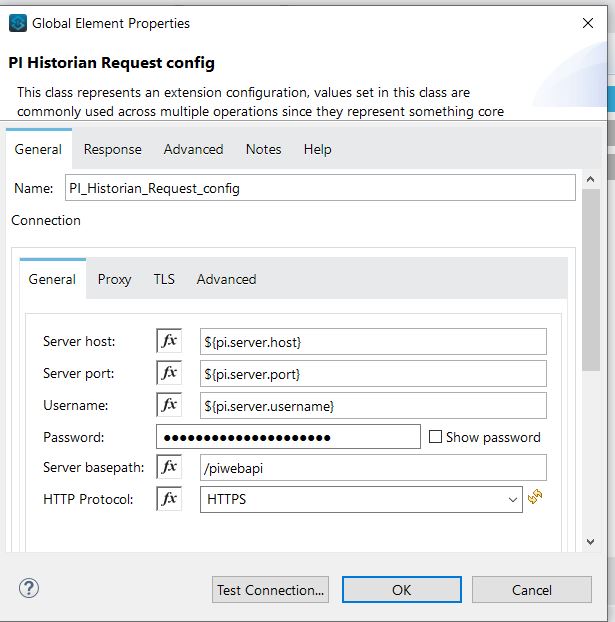 Global Element Properties
PI Historian Request config
This class represents an extension configuration, values set in this class are
commonly used across multiple operations since they represent something core
General Response Advanced Notes Help
Name: PI_Historian_Request_config
Connection
General Proxy TLS Advanced
Server host: fx ${pi.server.host}
Server port: fx ${pi.server.port}
Username: fx ${pi.server.username}
Password: ●●●●●●●●●●●●●●●●●●●●● Show password
Server basepath: fx /piwebapi
HTTP Protocol: fx HTTPS
? Test Connection... OK Cancel